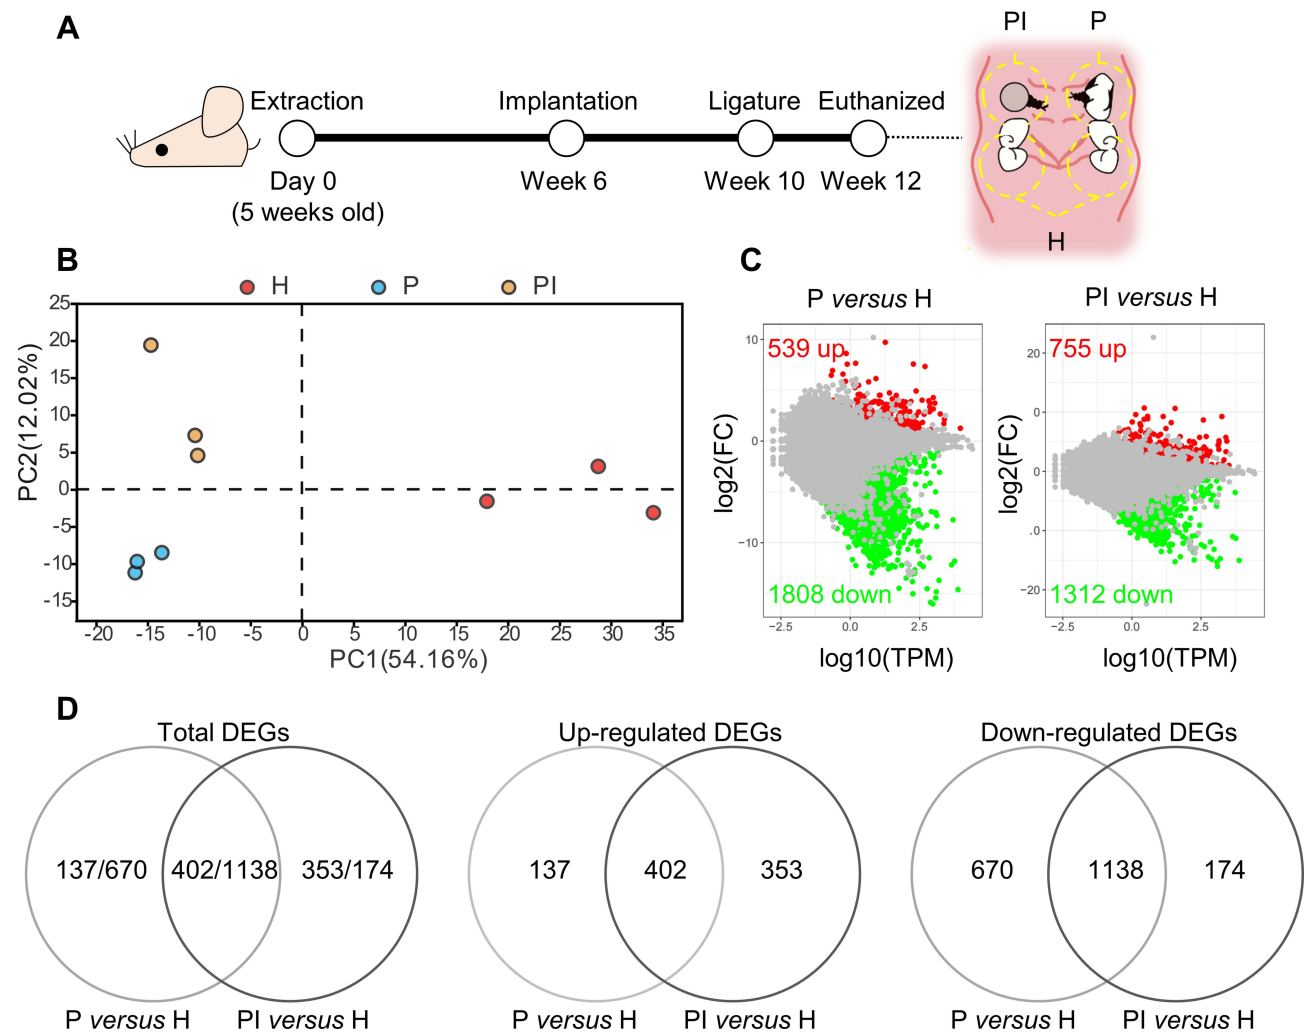 A
PI
P
Extraction
Implantation
Ligature
Euthanized
Day 0
(5 weeks old)
Week 6
Week 10
Week 12
H
B
H
P
PI
25
20
15
10
5
0
-5
-10
-15
PC2(12.02%)
-20
-15
-10
-5
0
5
10
15
20
25
30
35
PC1(54.16%)
C
P versus H
539 up
1808 down
10
0
−10
log2(FC)
−2.5
0.0
2.5
log10(TPM)
PI versus H
755 up
1312 down
20
0
0
.0
−20
log2(FC)
−2.5
0.0
2.5
log10(TPM)
D
Total DEGs
137/670
402/1138
353/174
P versus H
PI versus H
Up-regulated DEGs
137
402
353
P versus H
PI versus H
Down-regulated DEGs
670
1138
174
P versus H
PI versus H